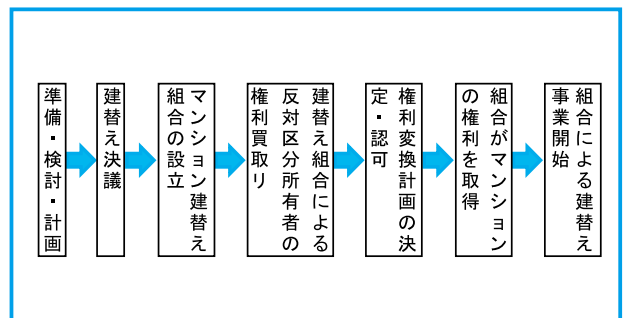 準備・検討・計画
建替え決議
マンション建替え
組合の設立
建替え組合による
反対区分所有者の
権利買取り
権利変換計画の決
定・認可
組合がマンション
の権利を取得
組合による建替え
事業開始